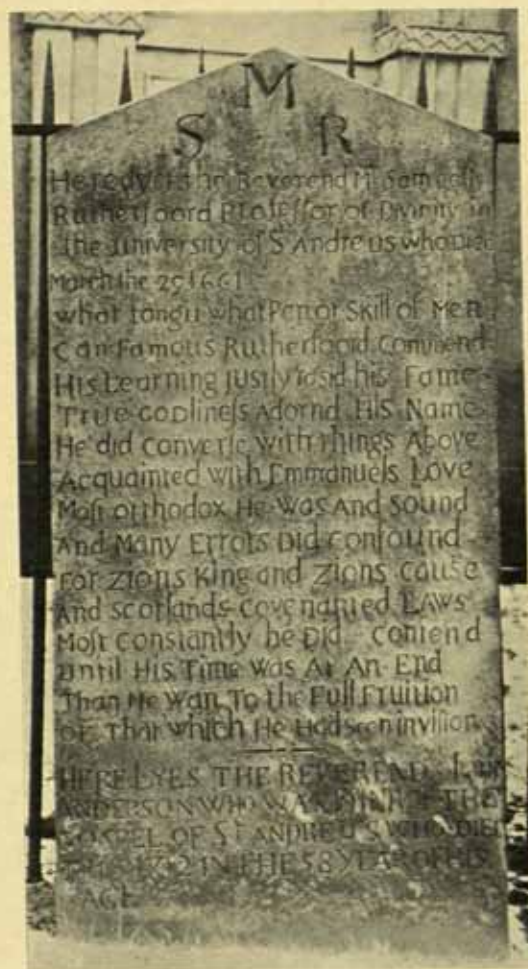 M
S R
Here Lyes the Reverend Mr Samuell
Rutherfoord Professor of Divinity in
the University of St Andreus who Died
March the 1661
what tongu what Pen or Skill of Men
Can Famous Rutherfoord Commend
His Learning justly raisd his Fame
True GODlineſs Adornd His Name
He did Converſe with things Above
Acquainted with Emmanuels Love
Moſt orthodox He Was And Sound
And Many Errors Did confound
For Zions King and Zions cauſe
And Scotlands covenanted LAWS
Moſt conſtantly he Did contend
until His Time Was At An End
Than He Wan To the Full Fruition
OF That which He Had seen in viſion
HERE LYES THE REVEREND
ANDERSON WHO WAS OF THE
GOSPEL OF ST ANDREUS WHO DIED
IN THE 58 YEAR OF HIS
AGE